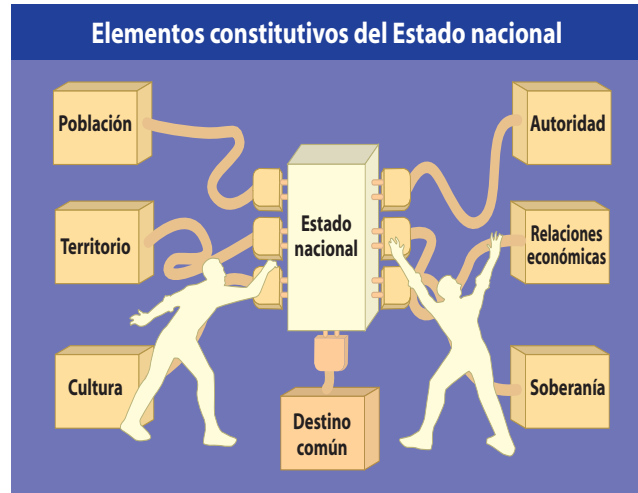 Elementos constitutivos del Estado nacional
Población
Autoridad
Estado
nacional
Territorio
Relaciones
económicas
Cultura
Soberanía
Destino
común